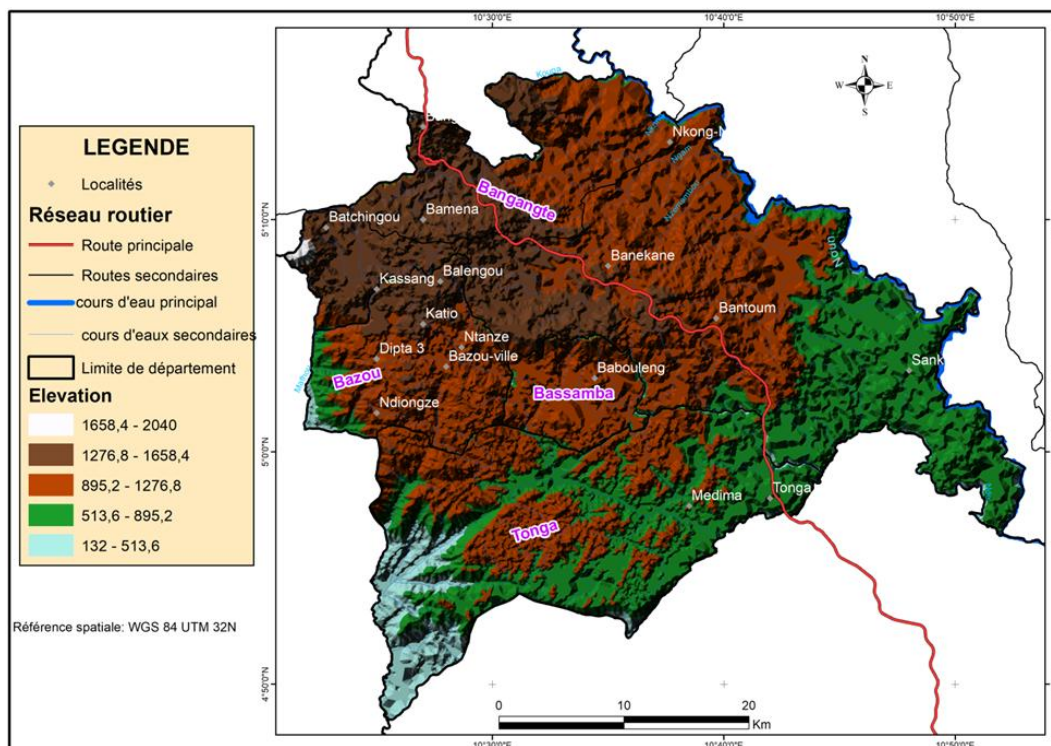 10°30'0"E
10°40'0"E
10°50'0"E
N
W
E
S
LEGENDE
Localités
Réseau routier
Route principale
Routes secondaires
cours d'eau principal
cours d'eaux secondaires
Limite de département
Elevation
1658,4 - 2040
1276,8 - 1658,4
895,2 - 1276,8
513,6 - 895,2
132 - 513,6
Référence spatiale: WGS 84 UTM 32N
5°10'0"N
5°0'0"N
4°50'0"N
Nkong-
Bangangte
Batchingou
Bamena
Banekane
Noun
Kassang
Balengou
Katio
Bantoum
Ntanze
Dipta 3
Bazou-ville
Bazou
Babouleng
Sank
Bassamba
Ndiongze
Medima
Tonga
Tonga
0
10
20
Km
10°30'0"E
10°40'0"E
10°50'0"E